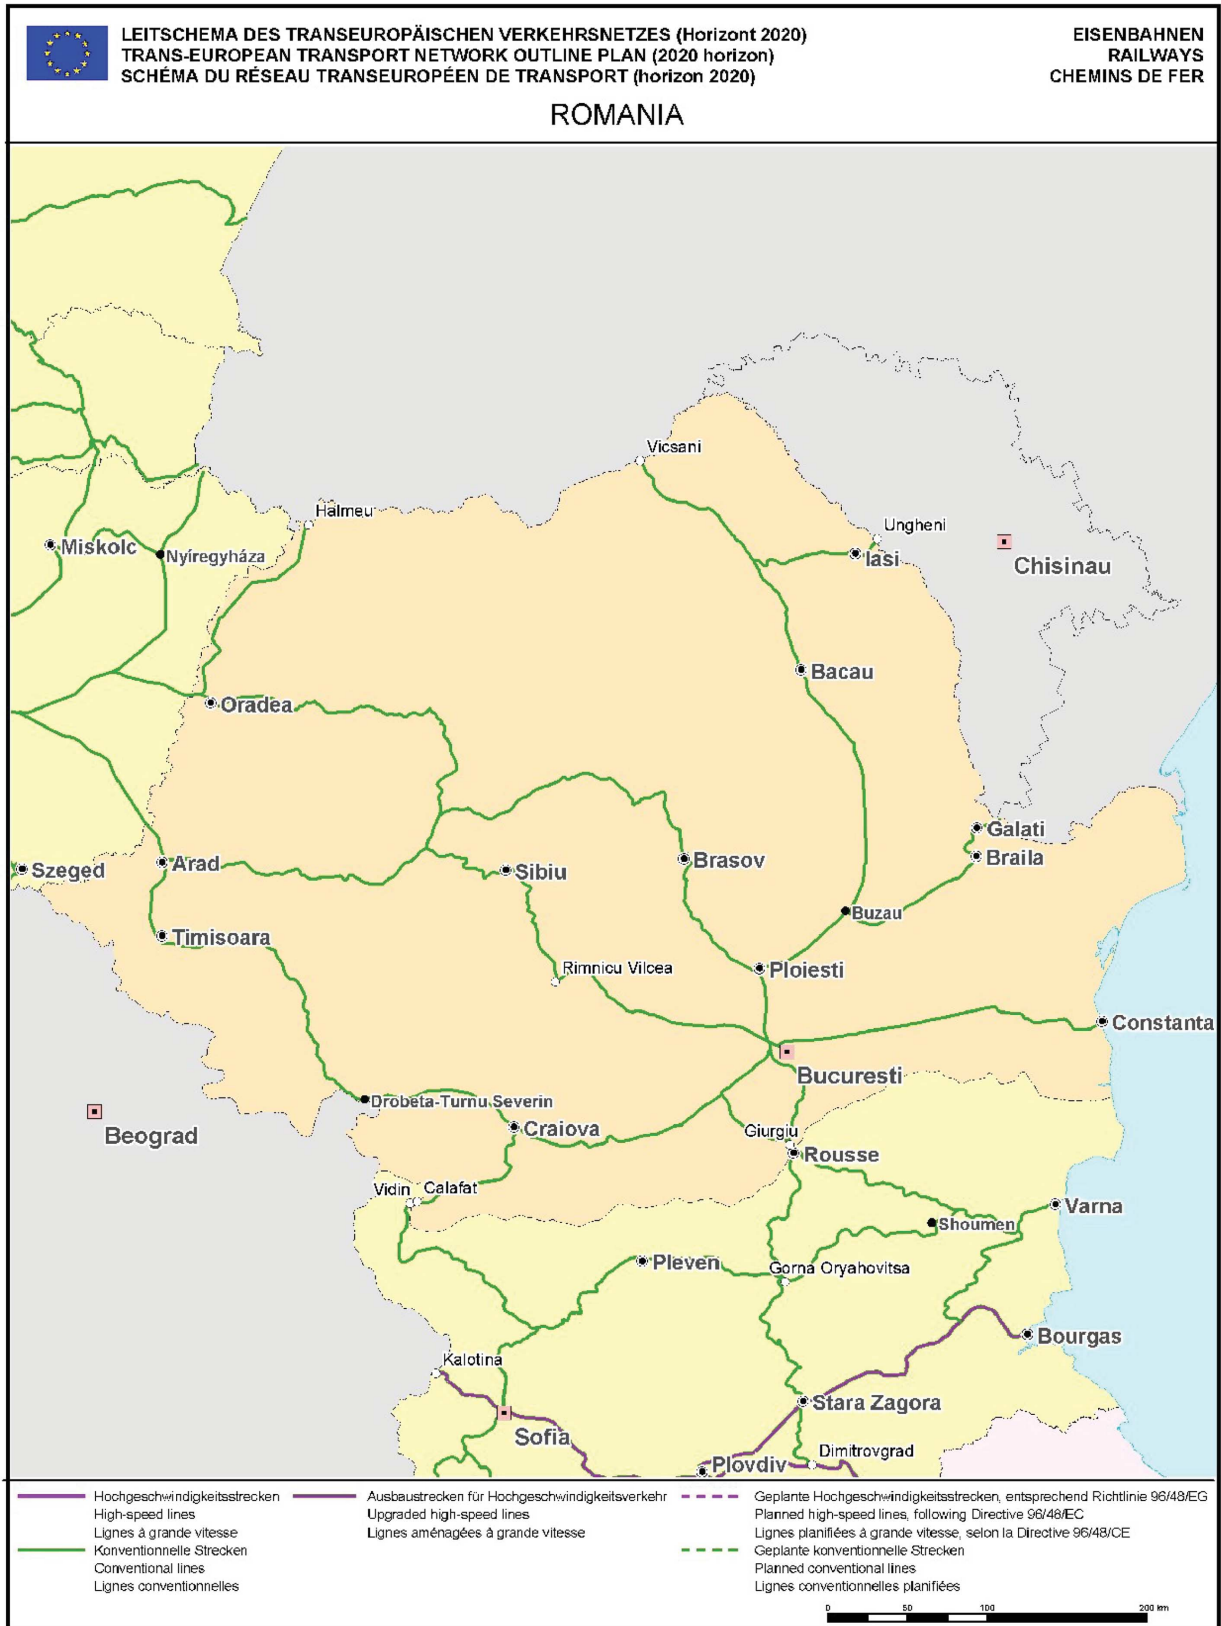 LEITSCHEMA DES TRANSEUROPÄISCHEN VERKEHRSNETZES (Horizont 2020)
TRANS-EUROPEAN TRANSPORT NETWORK OUTLINE PLAN (2020 horizon)
SCHÉMA DU RÉSEAU TRANSEUROPÉEN DE TRANSPORT (horizon 2020)
EISENBAHNEN
RAILWAYS
CHEMINS DE FER
ROMANIA
Vicsani
Halmeu
Ungheni
Miskolc
Nyíregyháza
Iasi
Chisinau
Bacau
Oradea
Galati
Braila
Szeged
Arad
Sibiu
Brasov
Buzau
Timisoara
Rimnicu Vilcea
Ploiesti
Constanta
Bucuresti
Drobeta-Turnu Severin
Beograd
Craiova
Giurgiu
Rousse
Vidin
Calafat
Varna
Shoumen
Pleven
Gorna Oryahovitsa
Bourgas
Kalotina
Stara Zagora
Sofia
Dimitrovgrad
Plovdiv
Hochgeschwindigkeitsstrecken
High-speed lines
Lignes à grande vitesse
Konventionnelle Strecken
Conventional lines
Lignes conventionnelles
Ausbaustrecken für Hochgeschwindigkeitsverkehr
Upgraded high-speed lines
Lignes aménagées à grande vitesse
Geplante Hochgeschwindigkeitsstrecken, entsprechend Richtlinie 96/48/EG
Planned high-speed lines, following Directive 96/48/EC
Lignes planifiées à grande vitesse, selon la Directive 96/48/CE
Geplante konventionelle Strecken
Planned conventional lines
Lignes conventionnelles planifiées
0 50 100 200 km